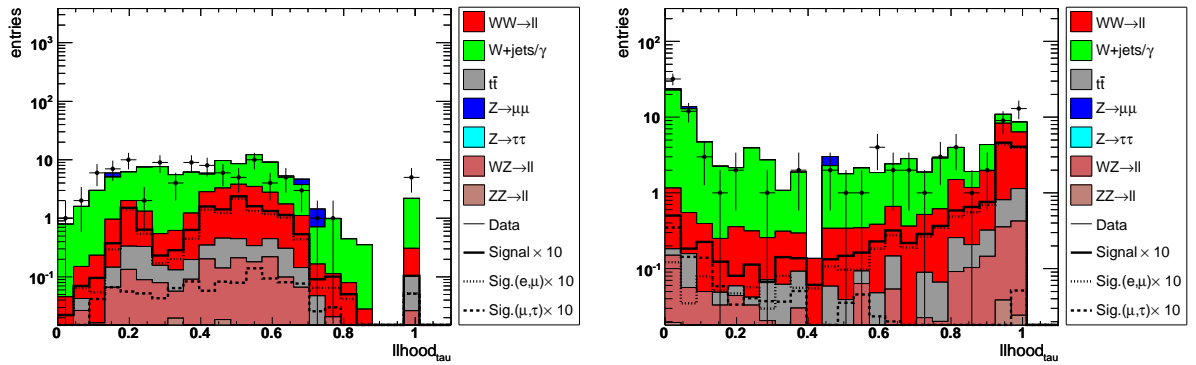 entries
10³
10²
10
1
10⁻¹
0 0.2 0.4 0.6 0.8 1
llhood_tau
WW→ll
W+jets/γ
tt̄
Z→μμ
Z→ττ
WZ→ll
ZZ→ll
Data
Signal × 10
Sig.(e,μ)× 10
Sig.(μ,τ)× 10
entries
10²
10
1
10⁻¹
0 0.2 0.4 0.6 0.8 1
llhood_tau
WW→ll
W+jets/γ
tt̄
Z→μμ
Z→ττ
WZ→ll
ZZ→ll
Data
Signal × 10
Sig.(e,μ)× 10
Sig.(μ,τ)× 10